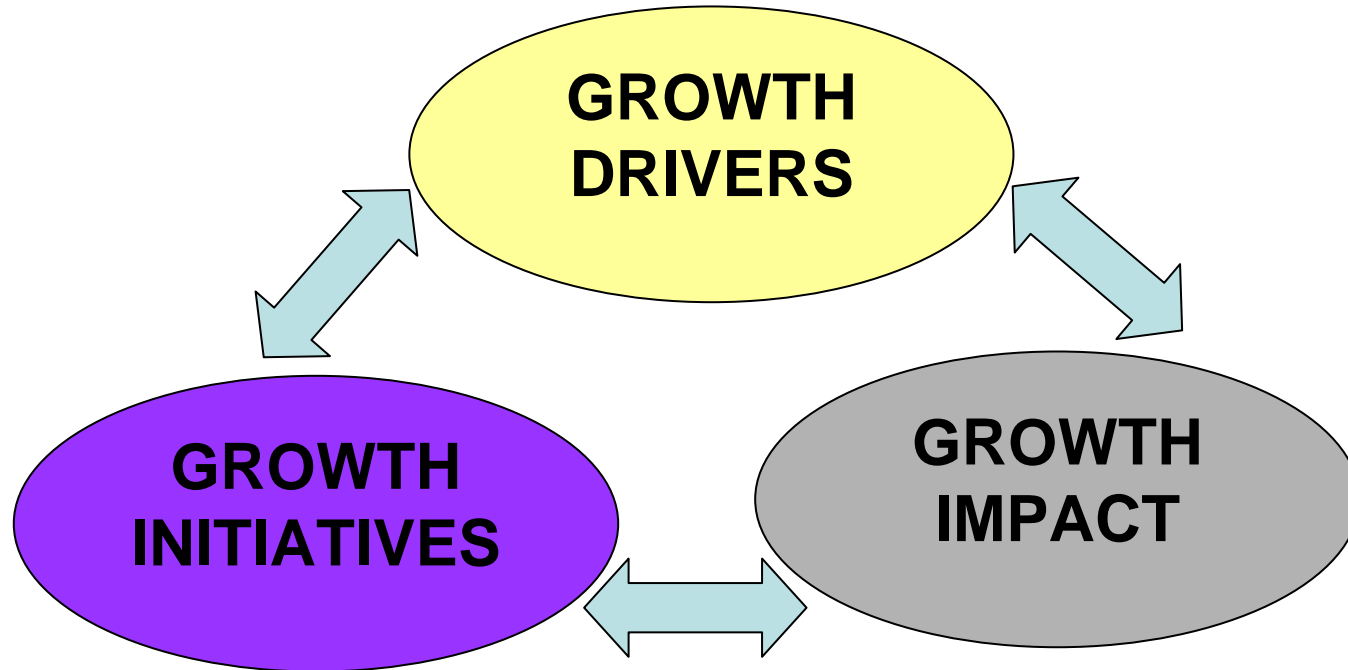 GROWTH
DRIVERS
GROWTH
INITIATIVES
GROWTH
IMPACT